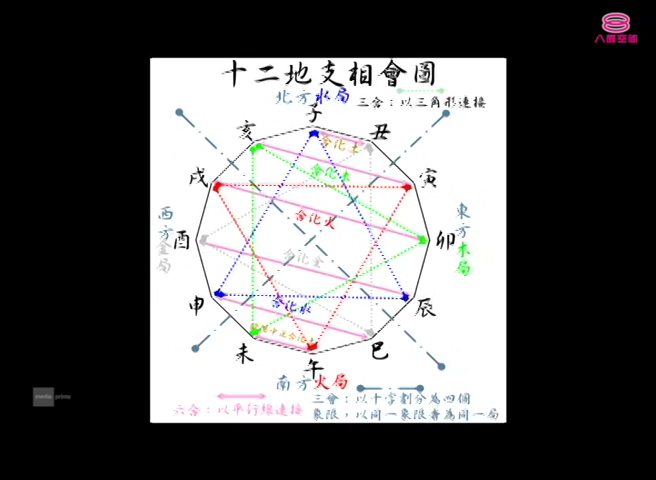 八度空間
十二地支相會圖
北方水局
三合：以三角形連接
子
亥
丑
合化土
合化木
戌
寅
合化火
西方金局
酉
卯
東方木局
合化金
申
合化水
辰
未
午
巳
南方火局
六合：以平行線連接
三會：以十字劃分為四個
象限，以同一象限者為同一局
media prima